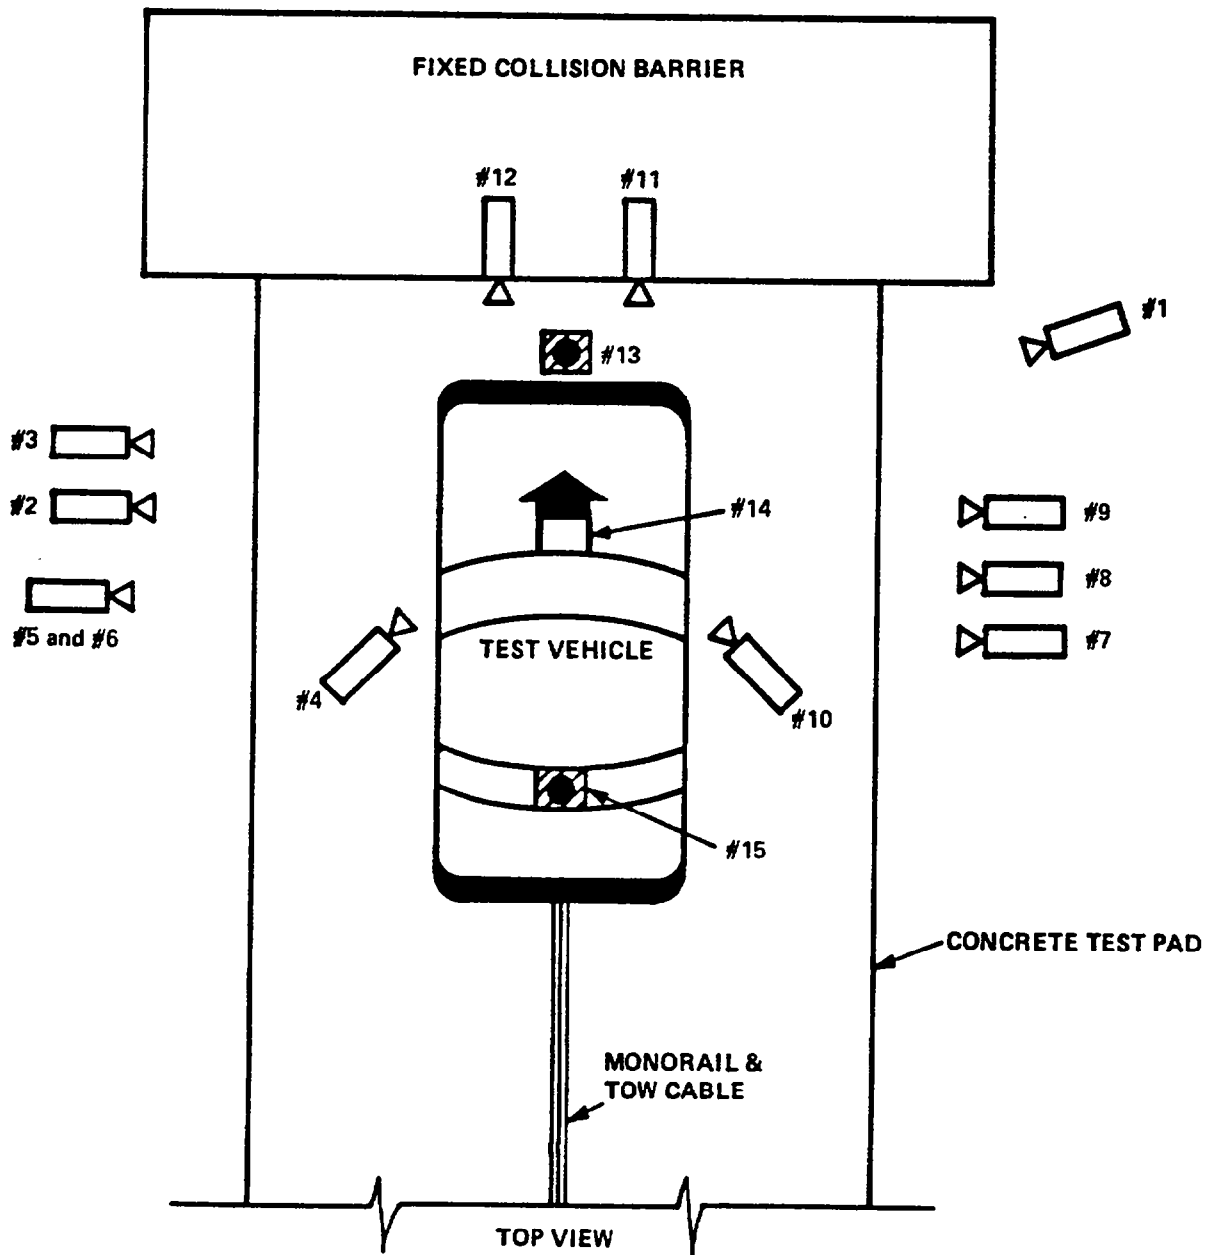 FIXED COLLISION BARRIER
#12
#11
#1
#13
#3
#2
#14
#9
#8
#5 and #6
#7
TEST VEHICLE
#4
#10
#15
CONCRETE TEST PAD
MONORAIL &
TOW CABLE
TOP VIEW